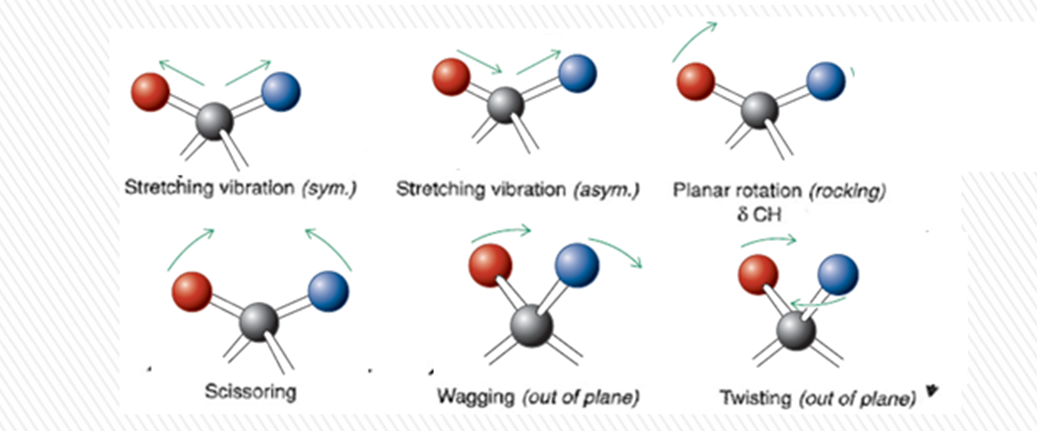 Stretching vibration (sym.)
Stretching vibration (asym.)
Planar rotation (rocking)
δ CH
Scissoring
Wagging (out of plane)
Twisting (out of plane)